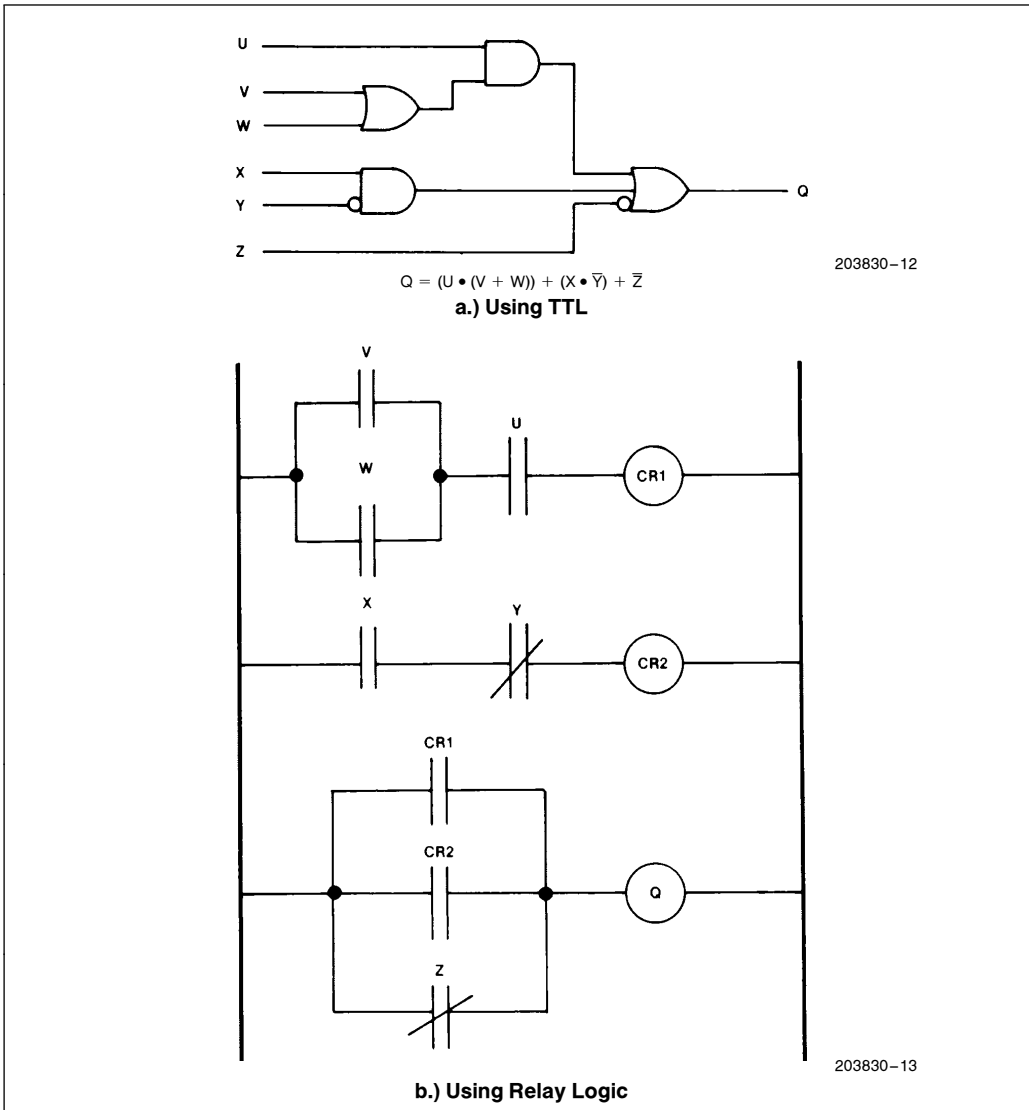 U
V
W
X
Y
Z
Q
203830–12
Q = (U • (V + W)) + (X • Y̅) + Z̅
a.) Using TTL
V
U
W
CR1
X
Y
CR2
CR1
CR2
Q
Z
203830–13
b.) Using Relay Logic